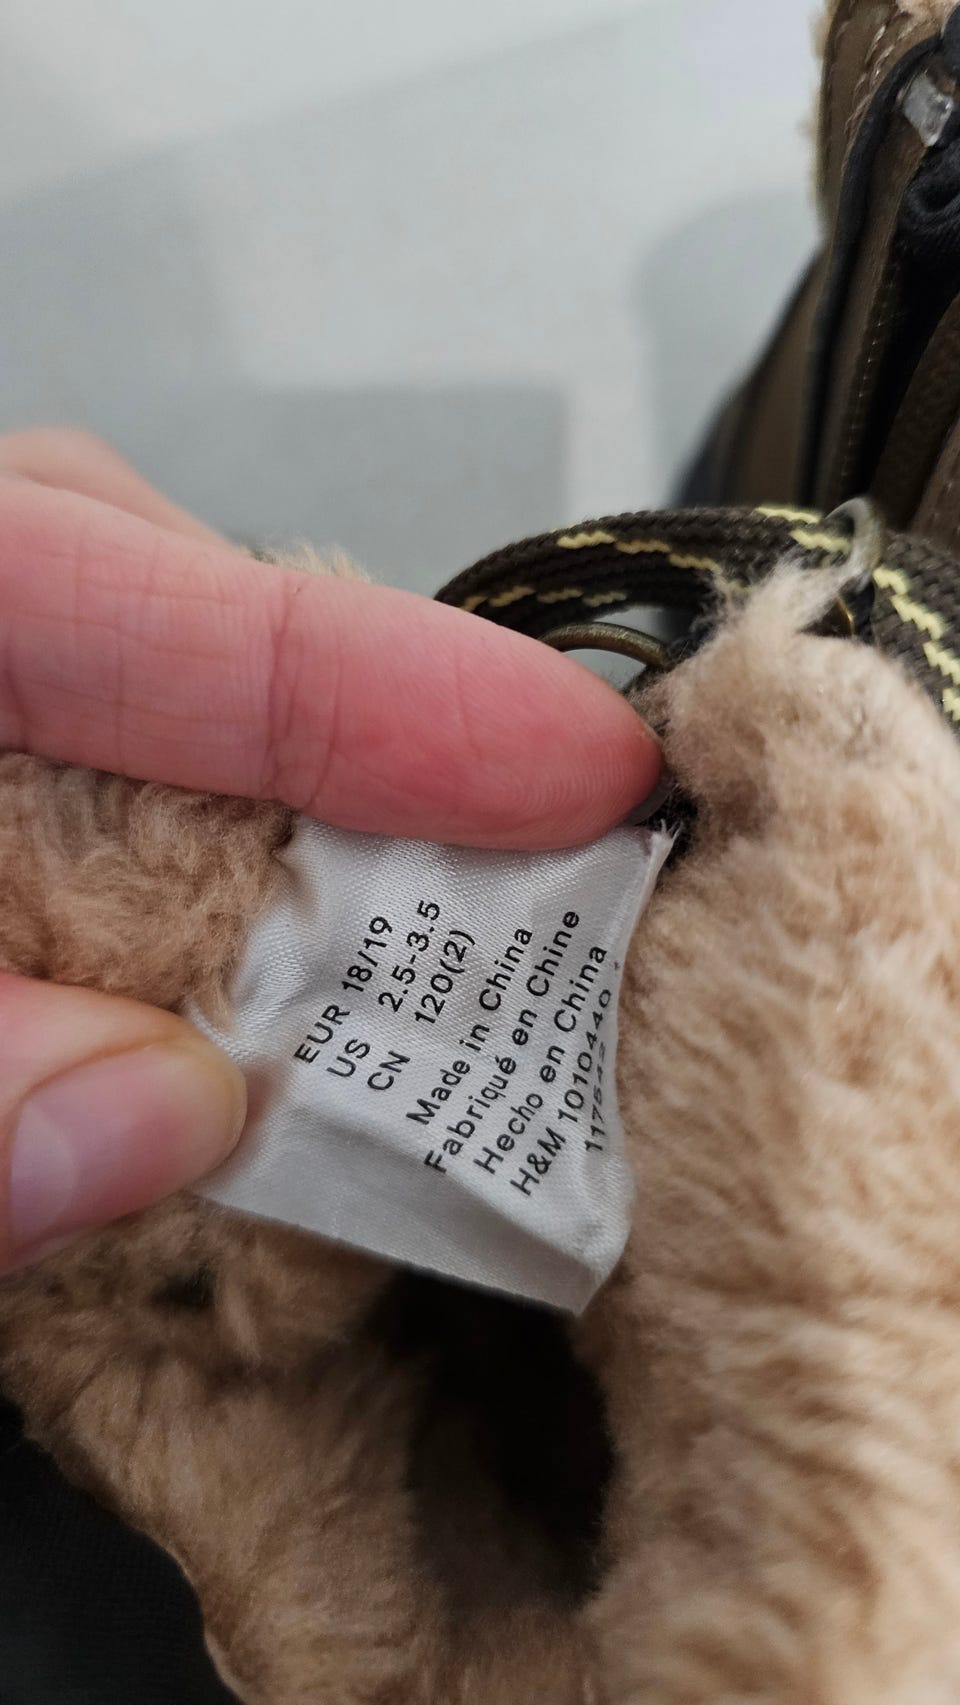 EUR 18/19
US 2.5-3.5
CN 120(2)
Made in China
Fabriqué en Chine
Hecho en China
H&M 1010440